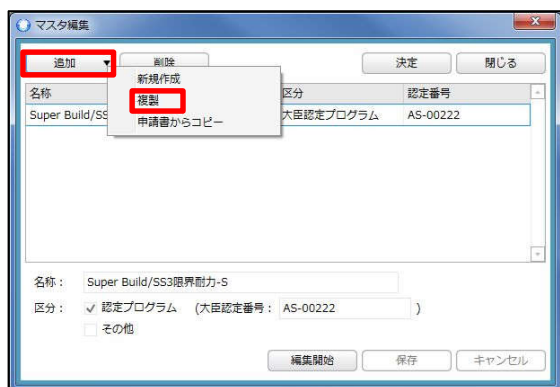 マスタ編集
追加 ▼ 削除 決定 閉じる
新規作成
複製
申請書からコピー
名称 区分 認定番号
Super Build/SS 大臣認定プログラム AS-00222
名称： Super Build/SS3限界耐力-S
区分： ✓ 認定プログラム (大臣認定番号： AS-00222 )
その他
編集開始 保存 キャンセル